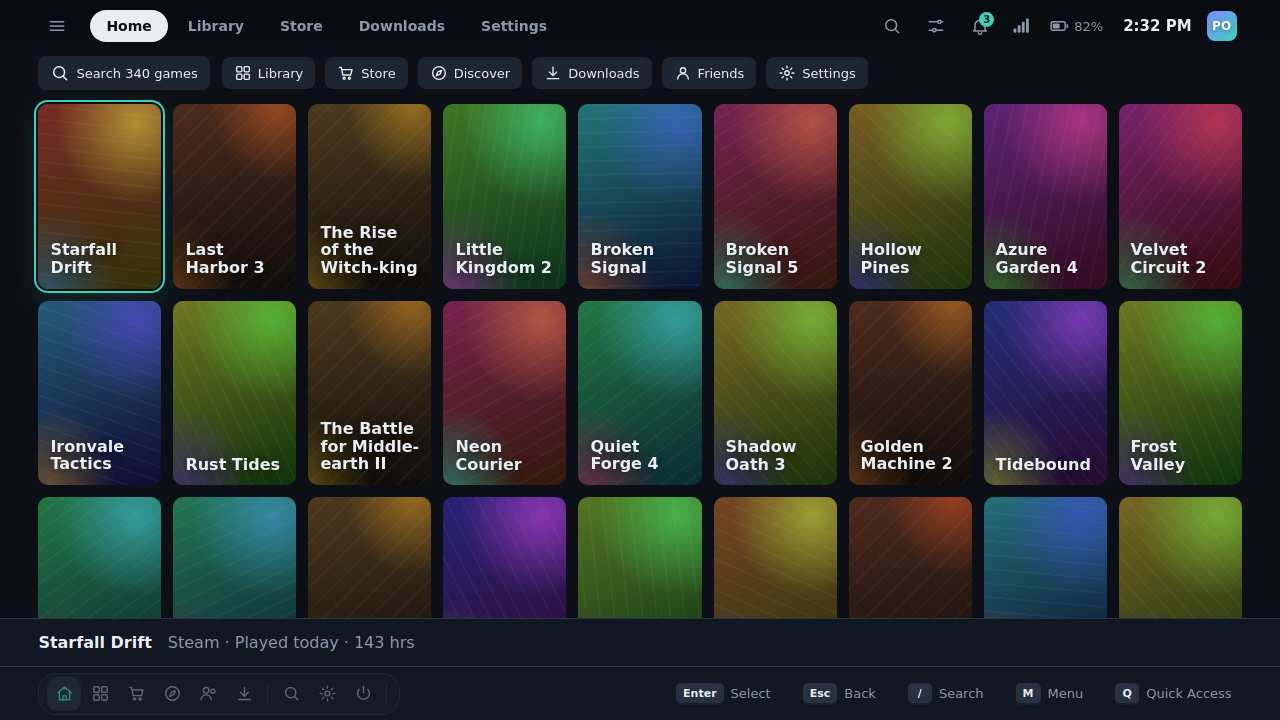 Home
Library
Store
Downloads
Settings
3
82%
2:32 PM
PO
Search 340 games
Library
Store
Discover
Downloads
Friends
Settings
Starfall
Drift
Last
Harbor 3
The Rise
of the
Witch-king
Little
Kingdom 2
Broken
Signal
Broken
Signal 5
Hollow
Pines
Azure
Garden 4
Velvet
Circuit 2
Ironvale
Tactics
Rust Tides
The Battle
for Middle-
earth II
Neon
Courier
Quiet
Forge 4
Shadow
Oath 3
Golden
Machine 2
Tidebound
Frost
Valley
Starfall Drift Steam · Played today · 143 hrs
Enter Select
Esc Back
/ Search
M Menu
Q Quick Access